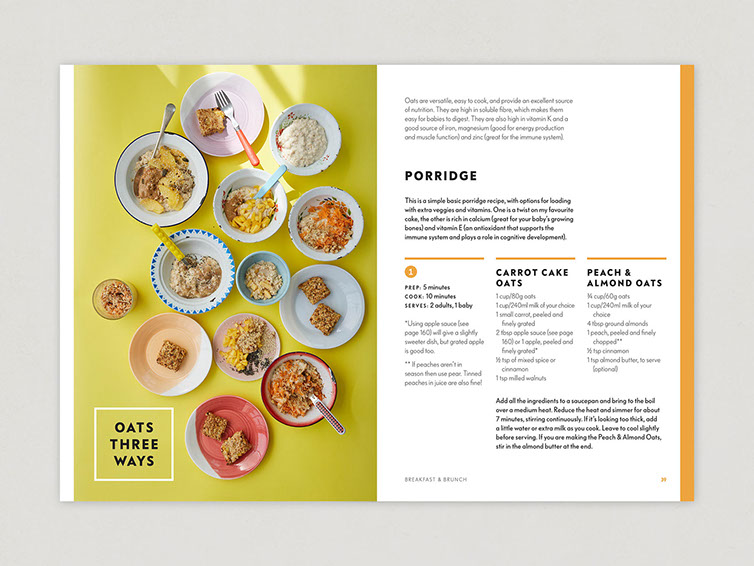 OATS
THREE
WAYS
Oats are versatile, easy to cook, and provide an excellent source
of nutrition. They are high in soluble fibre, which makes them
easy for babies to digest. They are also high in vitamin K and a
good source of iron, magnesium (good for energy production
and muscle function) and zinc (great for the immune system).
PORRIDGE
This is a simple basic porridge recipe, with options for loading
with extra veggies and vitamins. One is a twist on my favourite
cake, the other is rich in calcium (great for your baby's growing
bones) and vitamin E (an antioxidant that supports the
immune system and plays a role in cognitive development).
1
PREP: 5 minutes
COOK: 10 minutes
SERVES: 2 adults, 1 baby
*Using apple sauce (see
page 160) will give a slightly
sweeter dish, but grated apple
is good too.
** If peaches aren't in
season then use pear. Tinned
peaches in juice are also fine!
CARROT CAKE
OATS
1 cup/80g oats
1 cup/240ml milk of your choice
1 small carrot, peeled and
finely grated
2 tbsp apple sauce (see page
160) or 1 apple, peeled and
finely grated*
½ tsp of mixed spice or
cinnamon
1 tsp milled walnuts
PEACH &
ALMOND OATS
¾ cup/60g oats
1 cup/240ml milk of your
choice
4 tbsp ground almonds
1 peach, peeled and finely
chopped**
½ tsp cinnamon
1 tsp almond butter, to serve
(optional)
Add all the ingredients to a saucepan and bring to the boil
over a medium heat. Reduce the heat and simmer for about
7 minutes, stirring continuously. If it's looking too thick, add
a little water or extra milk as you cook. Leave to cool slightly
before serving. If you are making the Peach & Almond Oats,
stir in the almond butter at the end.
BREAKFAST & BRUNCH